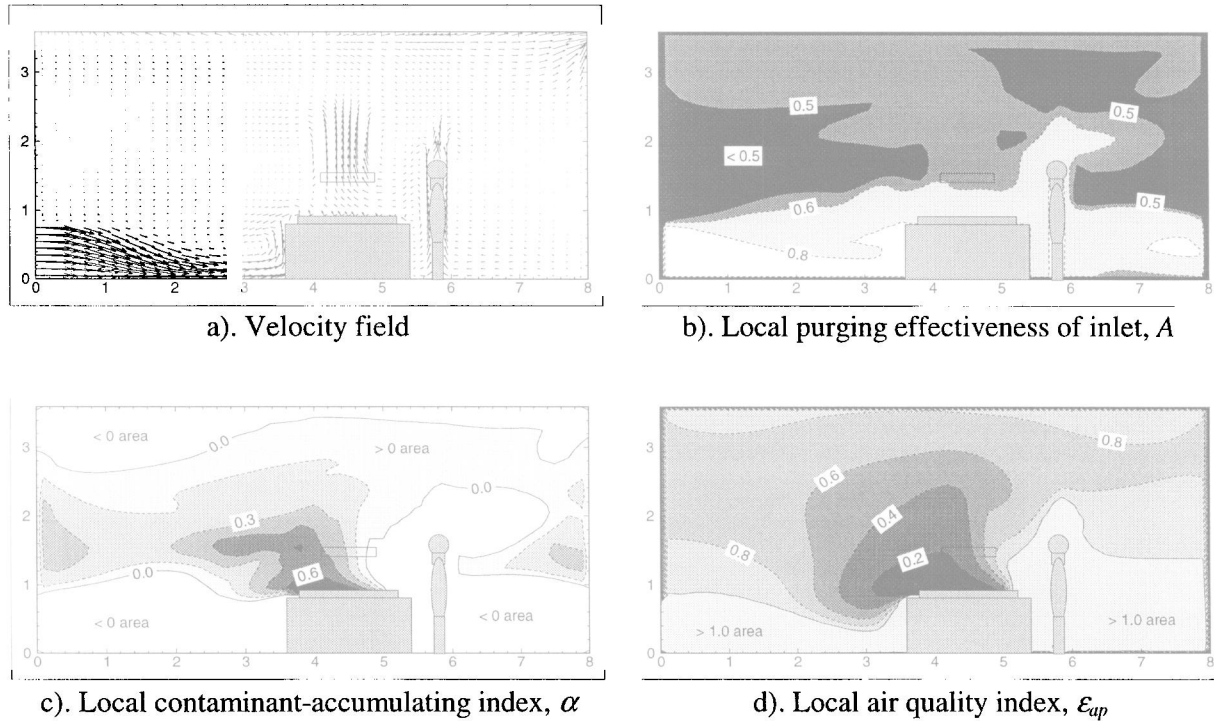 3
2
1
0
0 1 2 3 4 5 6 7 8
a). Velocity field
3
2
1
0
0.5
0.5
< 0.5
0.6
0.5
0.8
0 1 2 3 4 5 6 7 8
b). Local purging effectiveness of inlet, A
3
2
1
0
< 0 area
0.0
> 0 area
0.0
0.3
0.0
0.6
< 0 area
< 0 area
0 1 2 3 4 5 6 7 8
c). Local contaminant-accumulating index, α
3
2
1
0
0.8
0.6
0.4
0.8
0.2
> 1.0 area
> 1.0 area
0 1 2 3 4 5 6 7 8
d). Local air quality index, εap